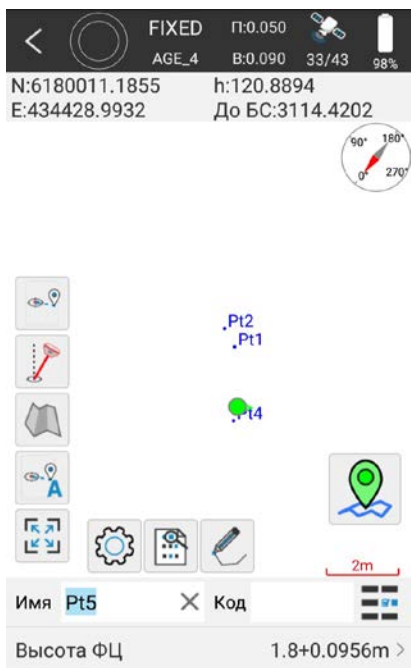 FIXED П:0.050
AGE_4 В:0.090 33/43 98%
N:6180011.1855 h:120.8894
E:434428.9932 До БС:3114.4202
90° 180°
0° 270°
Pt2
Pt1
Pt4
A
2m
Имя Pt5 Код
Высота ФЦ 1.8+0.0956m